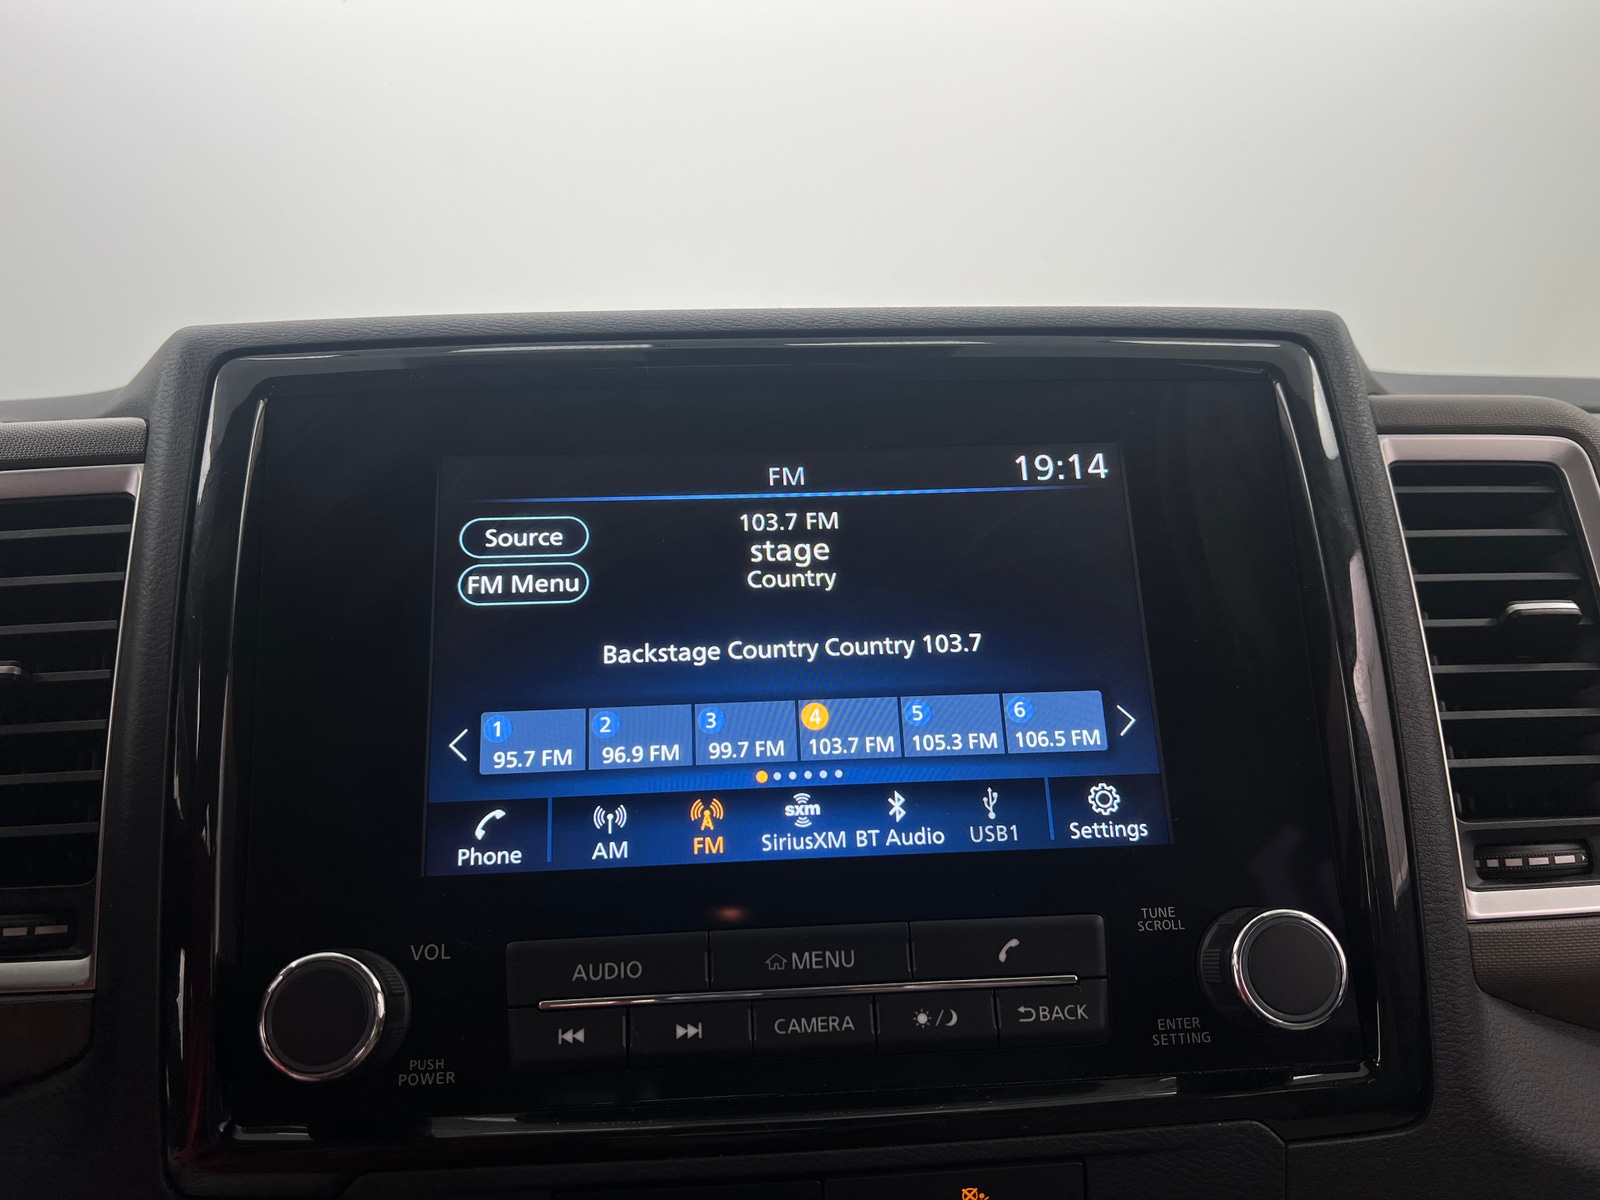 FM
19:14
Source
FM Menu
103.7 FM
stage
Country
Backstage Country Country 103.7
1
95.7 FM
2
96.9 FM
3
99.7 FM
4
103.7 FM
5
105.3 FM
6
106.5 FM
Phone
AM
FM
sxm
SiriusXM
BT Audio
USB1
Settings
VOL
PUSH
POWER
AUDIO
MENU
CAMERA
BACK
TUNE
SCROLL
ENTER
SETTING